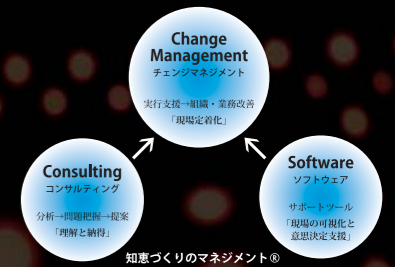 Change
Management
チェンジマネジメント
実行支援→組織・業務改善
「現場定着化」
Consulting
コンサルティング
分析→問題把握→提案
「理解と納得」
Software
ソフトウェア
サポートツール
「現場の可視化と
意思決定支援」
知恵づくりのマネジメント®